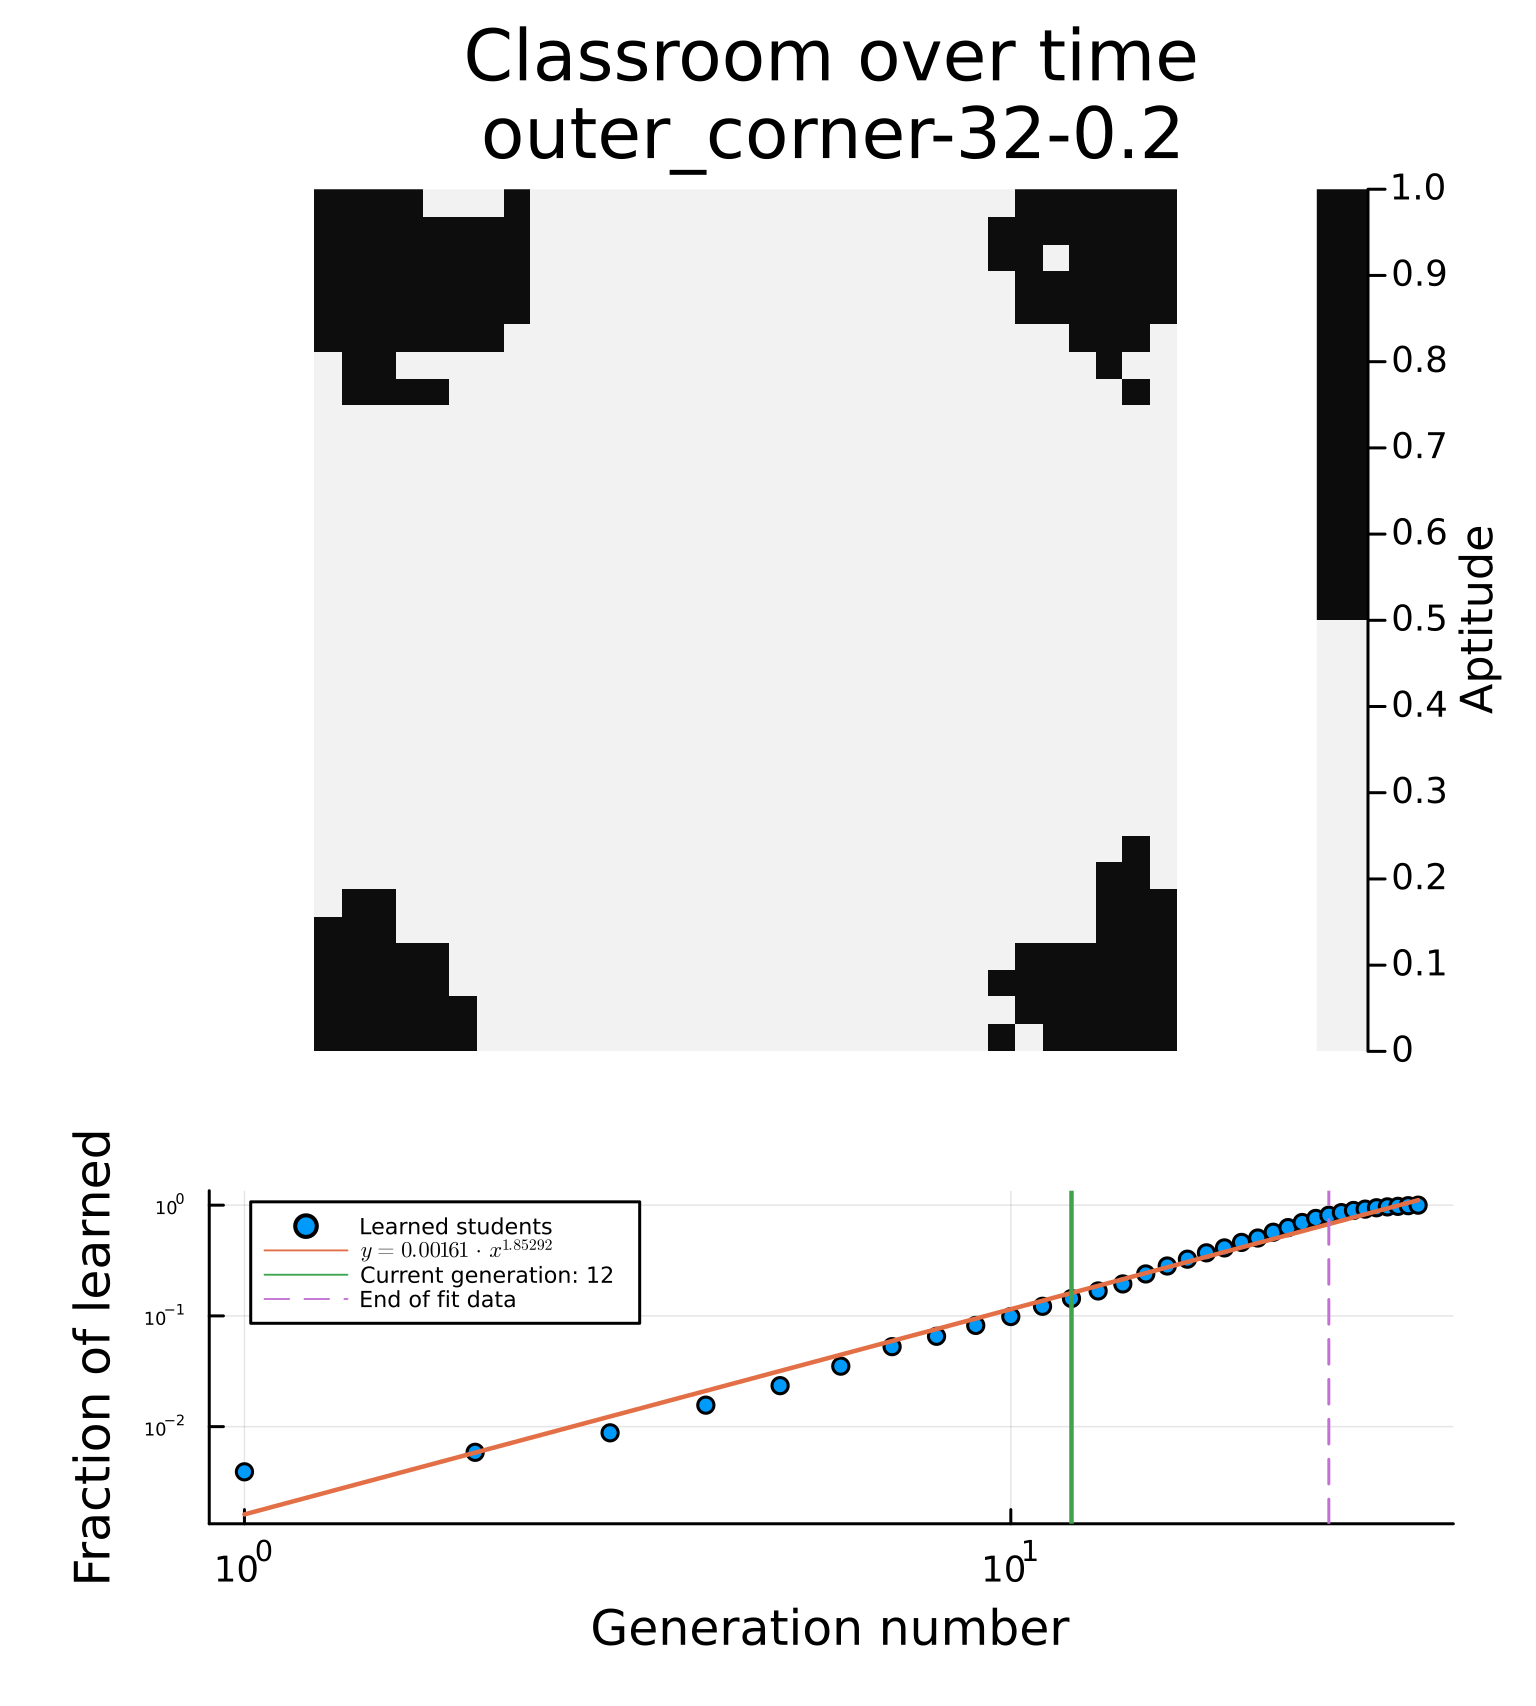 Classroom over time
outer_corner-32-0.2
1.0
0.9
0.8
0.7
0.6
0.5
0.4
0.3
0.2
0.1
0
Aptitude
Fraction of learned
10⁰
10⁻¹
10⁻²
Learned students
y = 0.00161 · x^1.85292
Current generation: 12
End of fit data
10⁰
10¹
Generation number